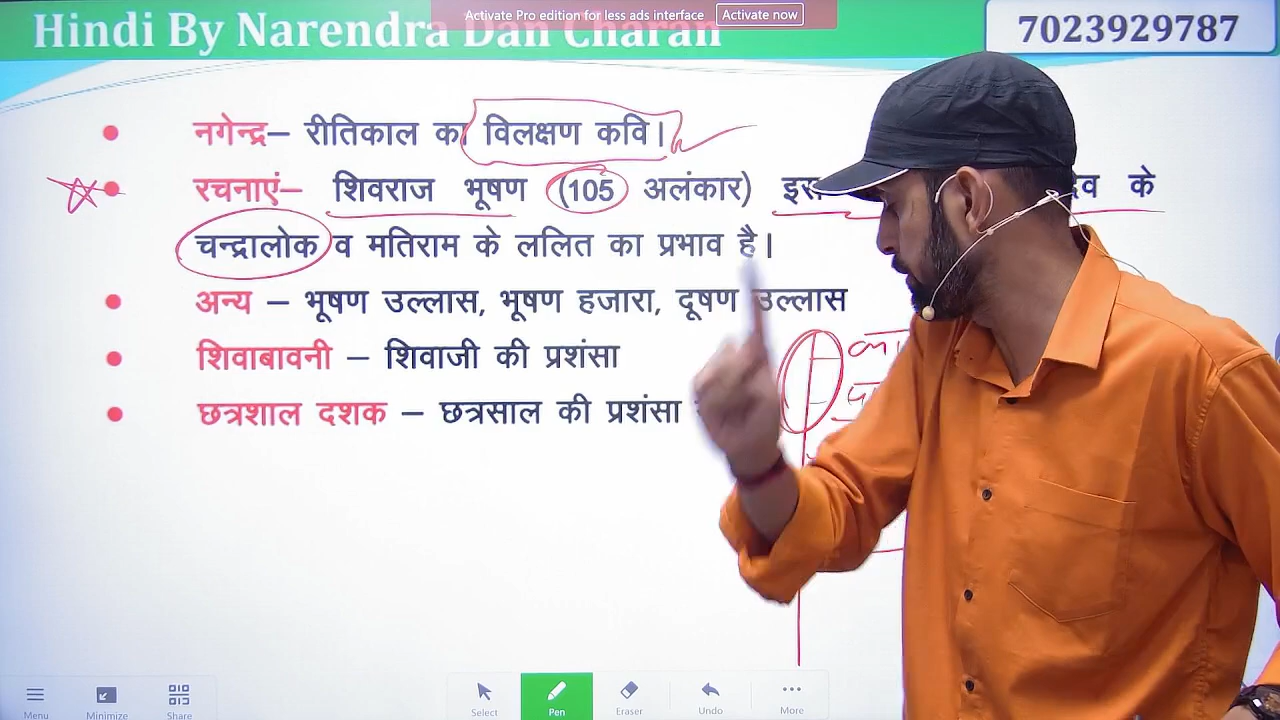 Activate Pro edition for less ads interface Activate now
Hindi By Narendra Dan Charan
7023929787
नगेन्द्र– रीतिकाल का विलक्षण कवि।
रचनाएं– शिवराज भूषण (105 अलंकार) इस के
चन्द्रालोक व मतिराम के ललित का प्रभाव है।
अन्य – भूषण उल्लास, भूषण हजारा, दूषण उल्लास
शिवाबावनी – शिवाजी की प्रशंसा
छत्रशाल दशक – छत्रसाल की प्रशंसा
Menu Minimize Share Select Pen Eraser Undo More